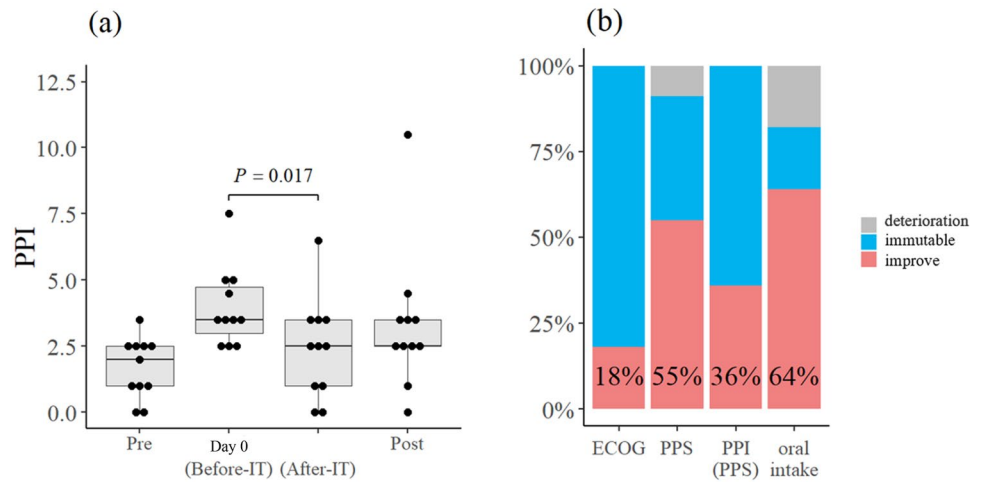 (a)
PPI
12.5
10.0
7.5
5.0
2.5
0.0
P = 0.017
Pre
Day 0
(Before-IT)
(After-IT)
Post
(b)
100%
75%
50%
25%
0%
18%
55%
36%
64%
ECOG
PPS
PPI
(PPS)
oral
intake
deterioration
immutable
improve